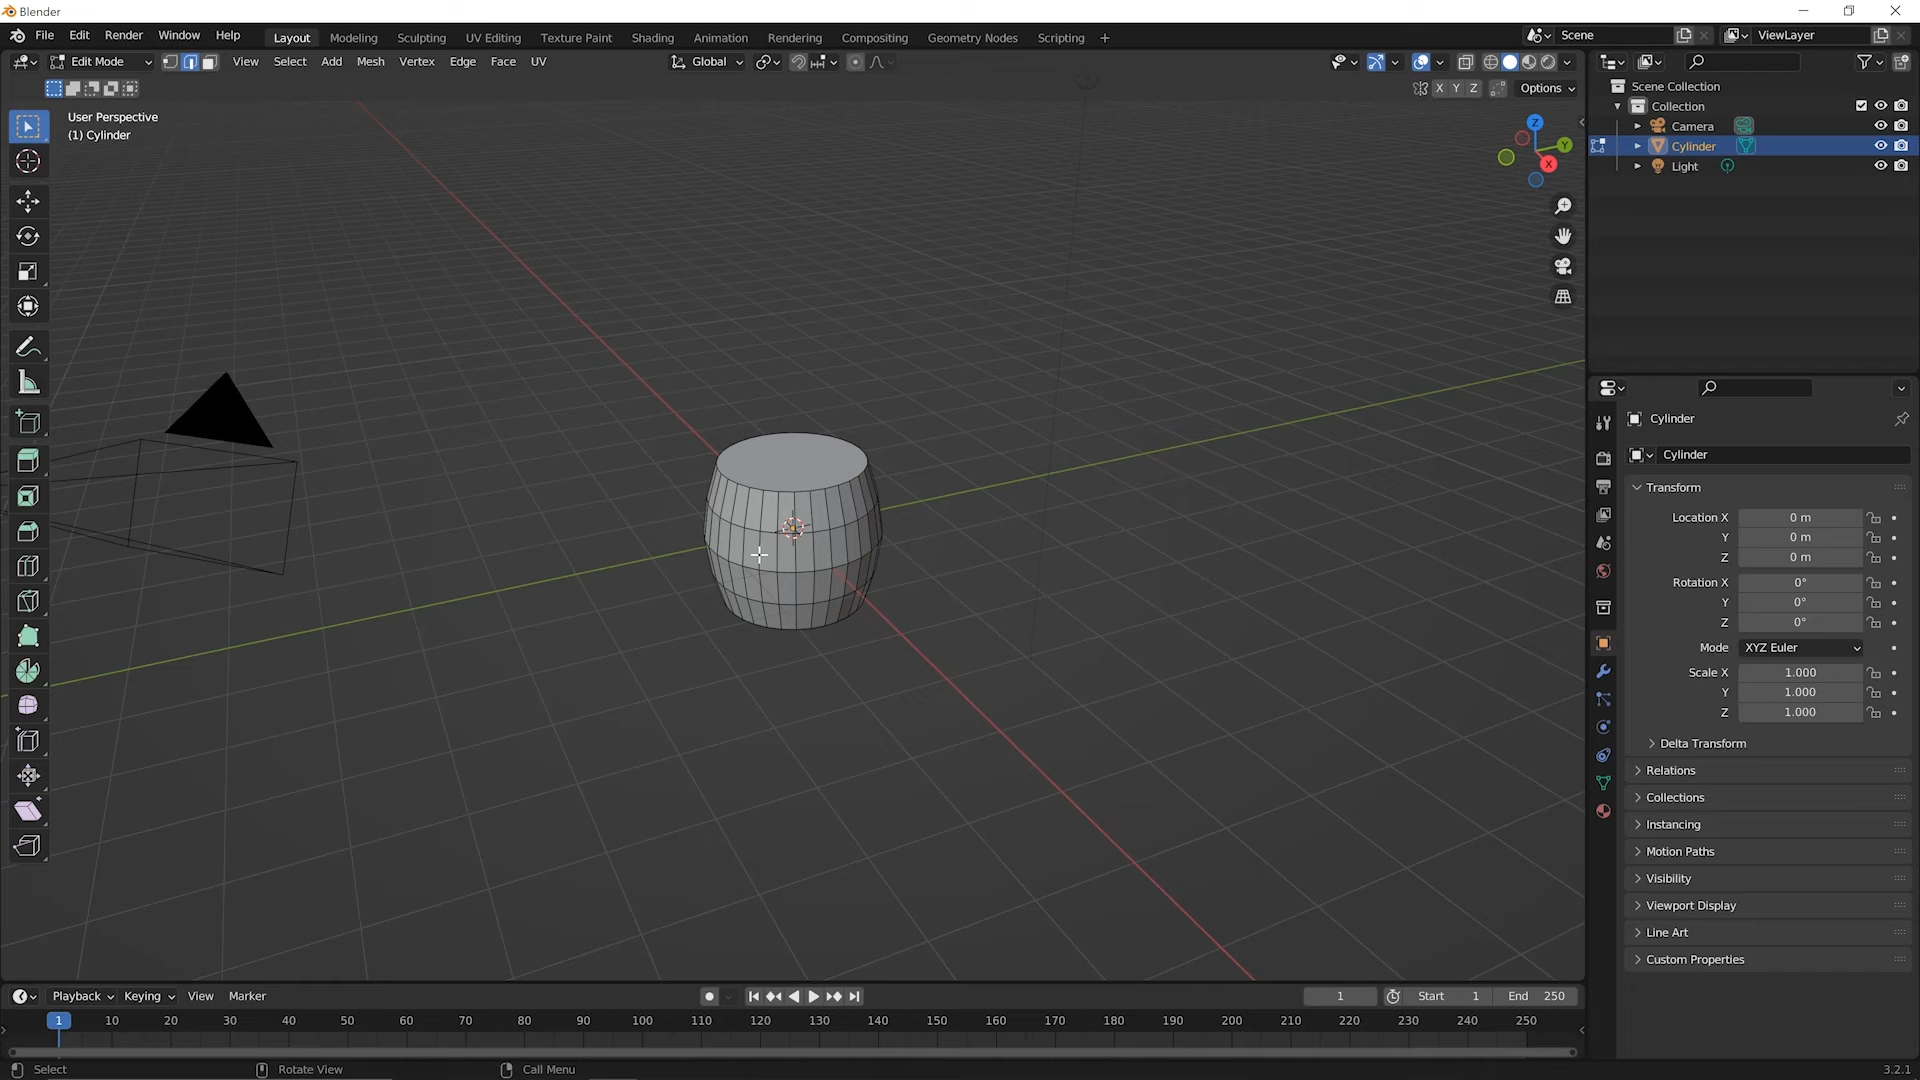 Blender
File Edit Render Window Help
Layout Modeling Sculpting UV Editing Texture Paint Shading Animation Rendering Compositing Geometry Nodes Scripting +
Scene
ViewLayer
Edit Mode View Select Add Mesh Vertex Edge Face UV
Global
X Y Z Options
User Perspective
(1) Cylinder
Z
Y
X
Scene Collection
Collection
Camera
Cylinder
Light
Cylinder
Cylinder
Transform
Location X 0 m
Y 0 m
Z 0 m
Rotation X 0°
Y 0°
Z 0°
Mode XYZ Euler
Scale X 1.000
Y 1.000
Z 1.000
Delta Transform
Relations
Collections
Instancing
Motion Paths
Visibility
Viewport Display
Line Art
Custom Properties
Playback Keying View Marker
1 Start 1 End 250
1 10 20 30 40 50 60 70 80 90 100 110 120 130 140 150 160 170 180 190 200 210 220 230 240 250
Select Rotate View Call Menu 3.2.1